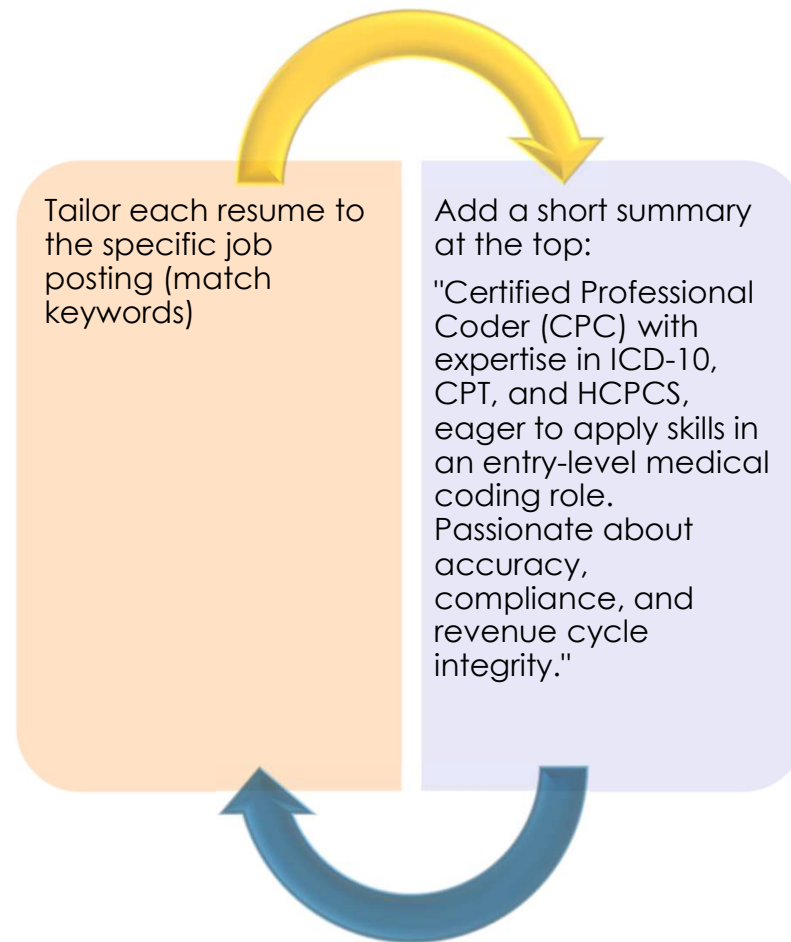 Tailor each resume to
the specific job
posting (match
keywords)
Add a short summary
at the top:
"Certified Professional
Coder (CPC) with
expertise in ICD-10,
CPT, and HCPCS,
eager to apply skills in
an entry-level medical
coding role.
Passionate about
accuracy,
compliance, and
revenue cycle
integrity."